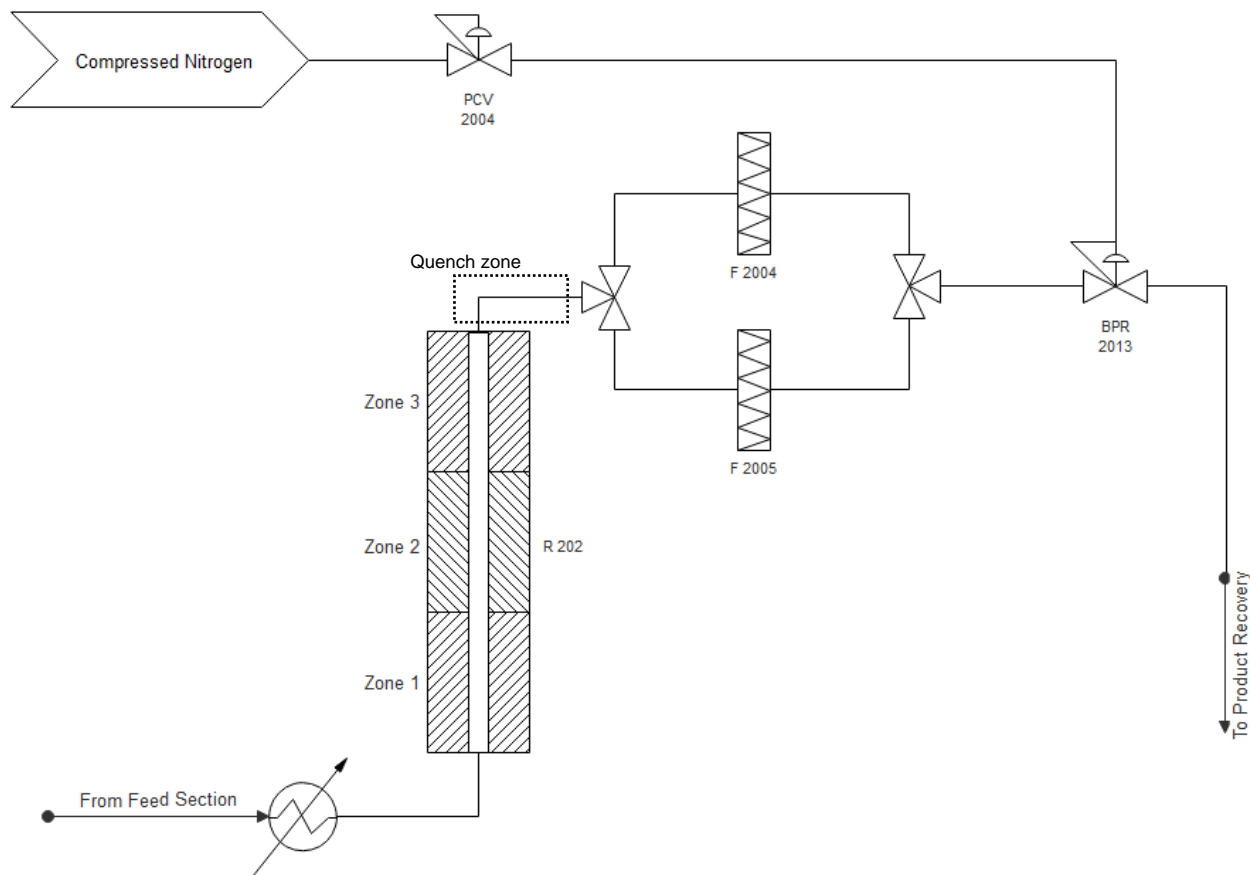 Compressed Nitrogen
PCV
2004
Quench zone
F 2004
BPR
2013
Zone 3
F 2005
Zone 2
R 202
Zone 1
To Product Recovery
From Feed Section